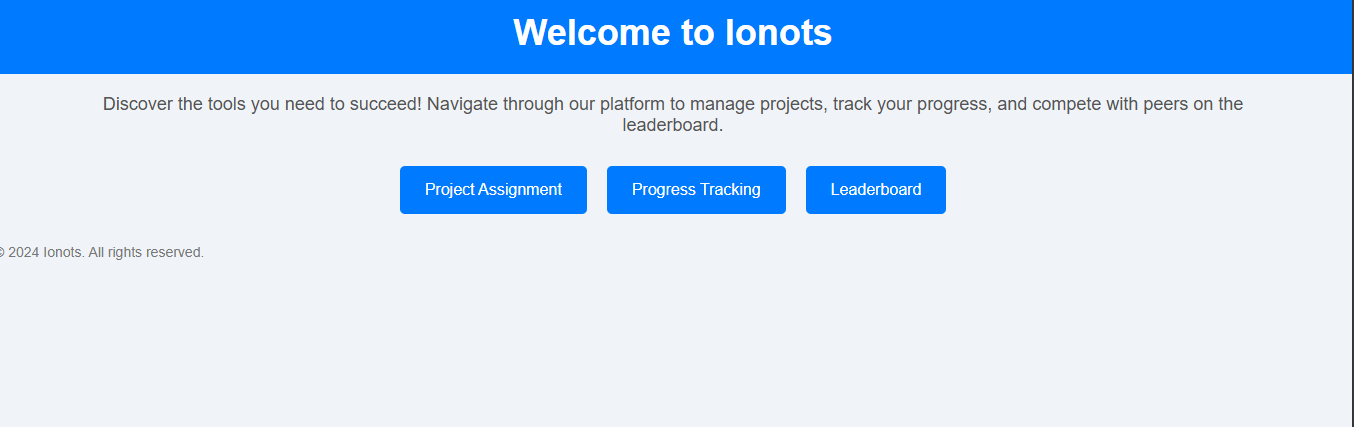 Welcome to Ionots
Discover the tools you need to succeed! Navigate through our platform to manage projects, track your progress, and compete with peers on the
leaderboard.
Project Assignment
Progress Tracking
Leaderboard
© 2024 Ionots. All rights reserved.